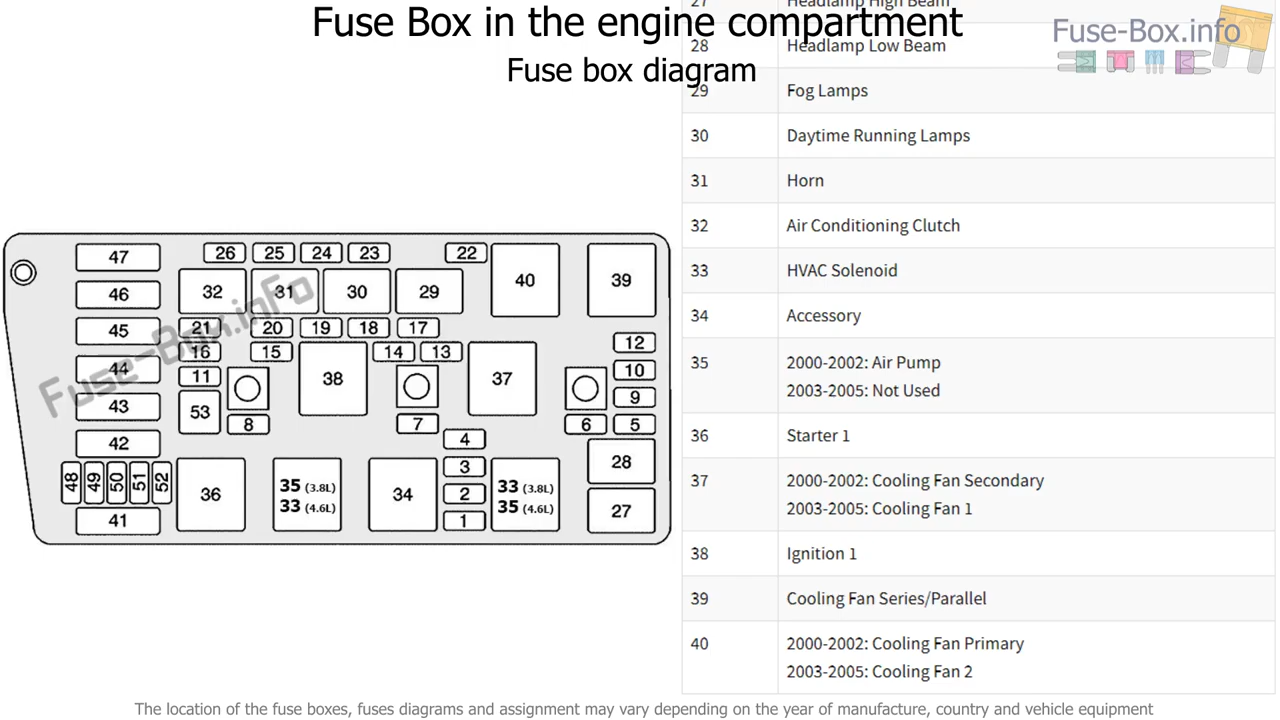 Fuse Box in the engine compartment
Fuse box diagram
Fuse-Box.info
27 Headlamp High Beam
28 Headlamp Low Beam
29 Fog Lamps
30 Daytime Running Lamps
31 Horn
32 Air Conditioning Clutch
33 HVAC Solenoid
34 Accessory
35 2000-2002: Air Pump
2003-2005: Not Used
36 Starter 1
37 2000-2002: Cooling Fan Secondary
2003-2005: Cooling Fan 1
38 Ignition 1
39 Cooling Fan Series/Parallel
40 2000-2002: Cooling Fan Primary
2003-2005: Cooling Fan 2
47 26 25 24 23 22 40 39
46 32 31 30 29
45 21 20 19 18 17
12
44 16 15 38 14 13 37
10
11
9
43 53
8 7 6 5
42 4
28
3
48 49 50 51 52 36 35 (3.8L) 34 2 33 (3.8L)
33 (4.6L) 35 (4.6L)
27
41 1
Fuse-Box.inFo
The location of the fuse boxes, fuses diagrams and assignment may vary depending on the year of manufacture, country and vehicle equipment